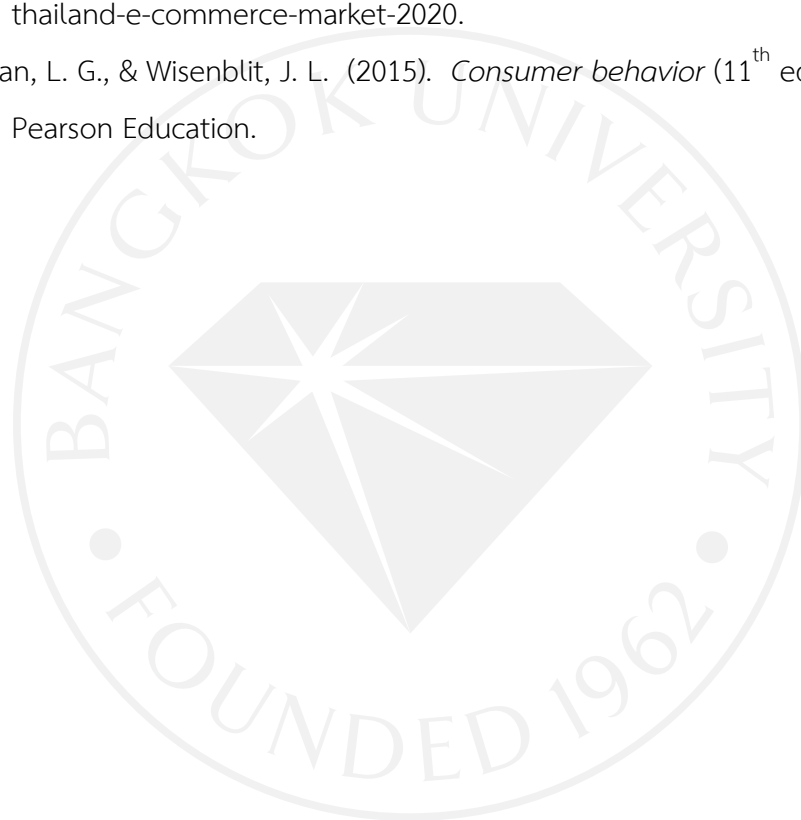 thailand-e-commerce-market-2020.
an, L. G., & Wisenblit, J. L. (2015). Consumer behavior (11th ed
Pearson Education.
BANGKOK UNIVERSITY
FOUNDED 1962